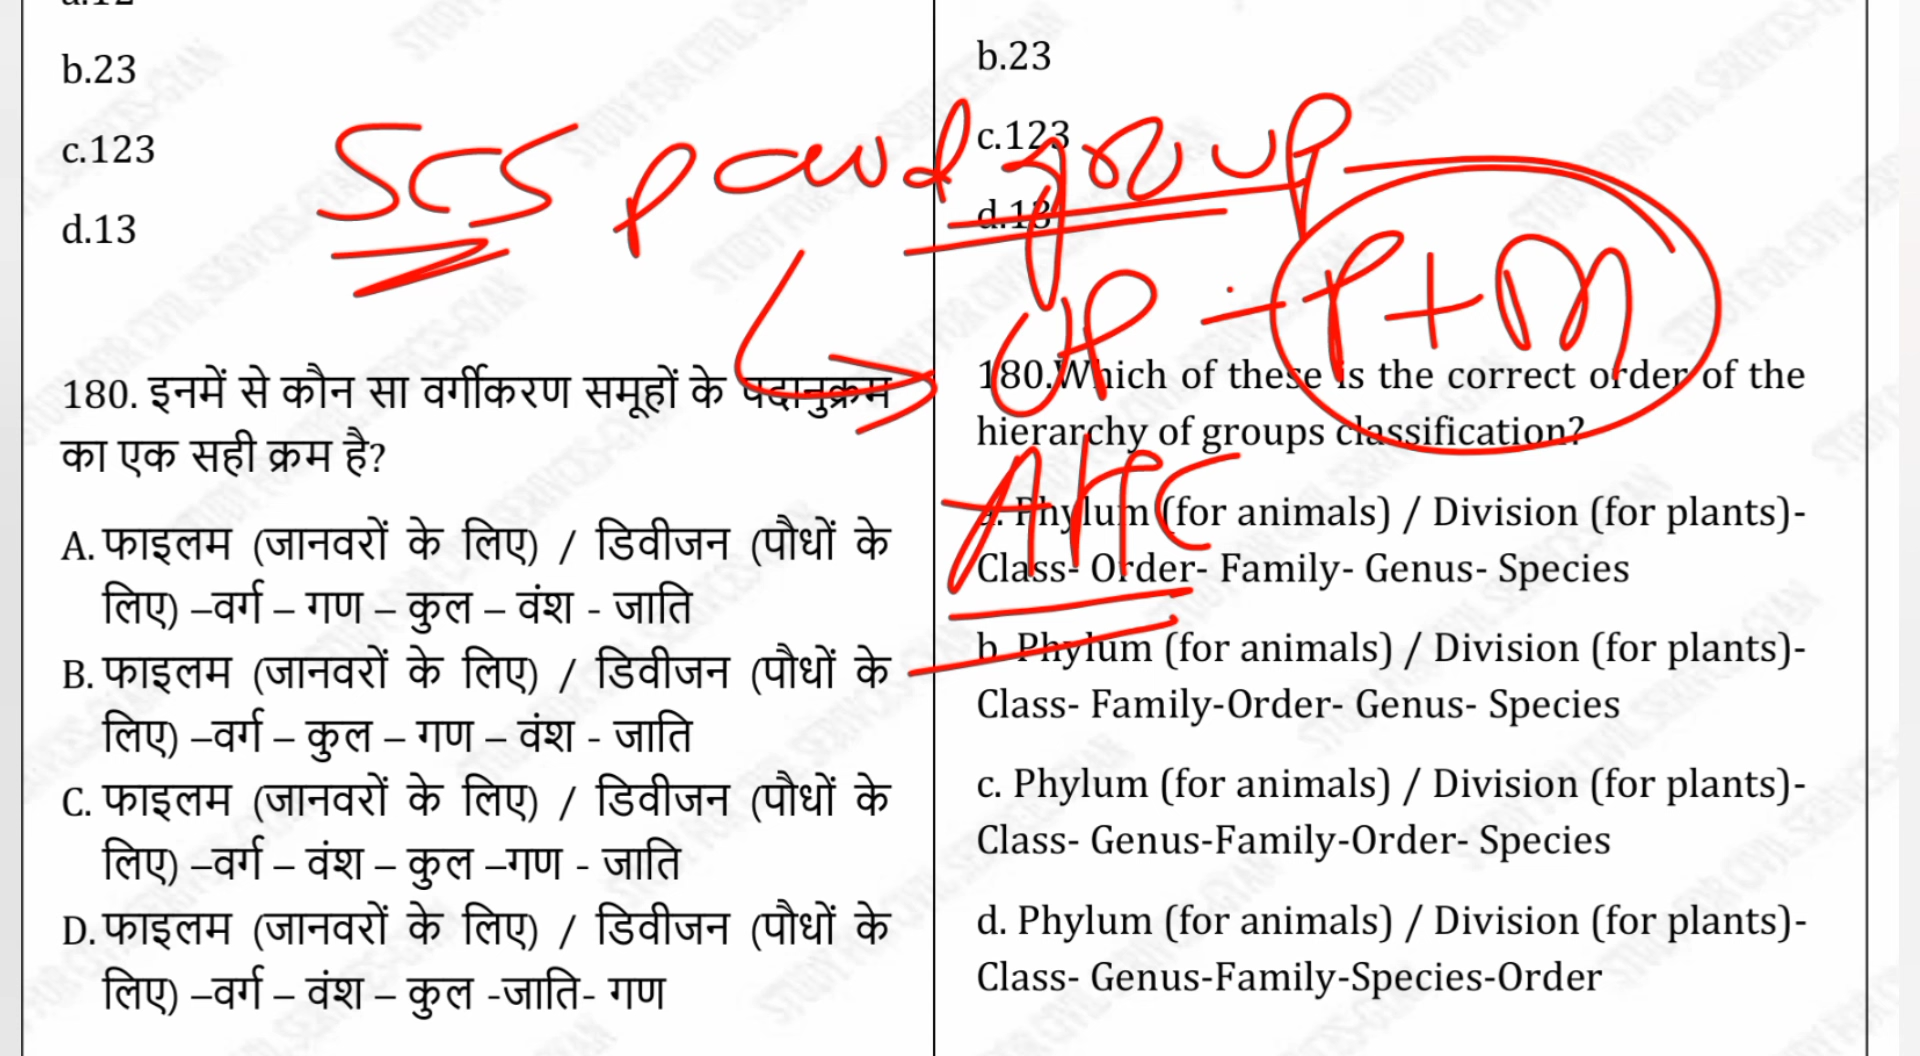 b.23
c.123
d.13
180. इनमें से कौन सा वर्गीकरण समूहों के पदानुक्रम
का एक सही क्रम है?
A. फाइलम (जानवरों के लिए) / डिवीजन (पौधों के
लिए) –वर्ग – गण – कुल – वंश - जाति
B. फाइलम (जानवरों के लिए) / डिवीजन (पौधों के
लिए) –वर्ग – कुल – गण – वंश - जाति
C. फाइलम (जानवरों के लिए) / डिवीजन (पौधों के
लिए) –वर्ग – वंश – कुल –गण - जाति
D. फाइलम (जानवरों के लिए) / डिवीजन (पौधों के
लिए) –वर्ग – वंश – कुल -जाति- गण
b.23
c.123
d.13
180.Which of these is the correct order of the
hierarchy of groups classification?
a. Phylum (for animals) / Division (for plants)-
Class- Order- Family- Genus- Species
b. Phylum (for animals) / Division (for plants)-
Class- Family-Order- Genus- Species
c. Phylum (for animals) / Division (for plants)-
Class- Genus-Family-Order- Species
d. Phylum (for animals) / Division (for plants)-
Class- Genus-Family-Species-Order
SCS
group
UP - P+M
STUDY FOR CIVIL SERVICES-GYAN